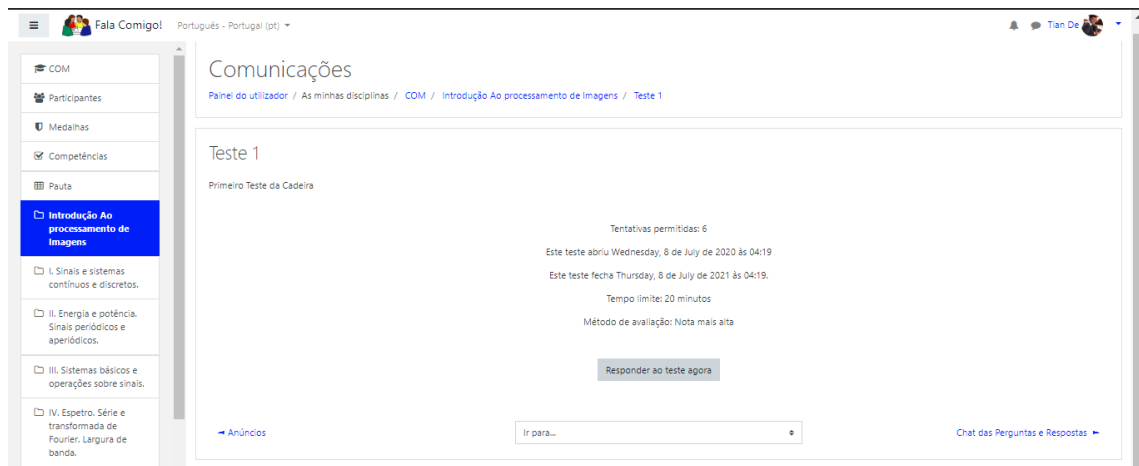 Fala Comigo! Português - Portugal (pt)
Tian De
COM
Participantes
Medalhas
Competências
Pauta
Introdução Ao
processamento de
Imagens
I. Sinais e sistemas
contínuos e discretos.
II. Energia e potência.
Sinais periódicos e
aperiódicos.
III. Sistemas básicos e
operações sobre sinais.
IV. Espetro. Série e
transformada de
Fourier. Largura de
banda.
Comunicações
Painel do utilizador / As minhas disciplinas / COM / Introdução Ao processamento de Imagens / Teste 1
Teste 1
Primeiro Teste da Cadeira
Tentativas permitidas: 6
Este teste abriu Wednesday, 8 de July de 2020 às 04:19
Este teste fecha Thursday, 8 de July de 2021 às 04:19.
Tempo limite: 20 minutos
Método de avaliação: Nota mais alta
Responder ao teste agora
◄ Anúncios
Ir para...
Chat das Perguntas e Respostas ►